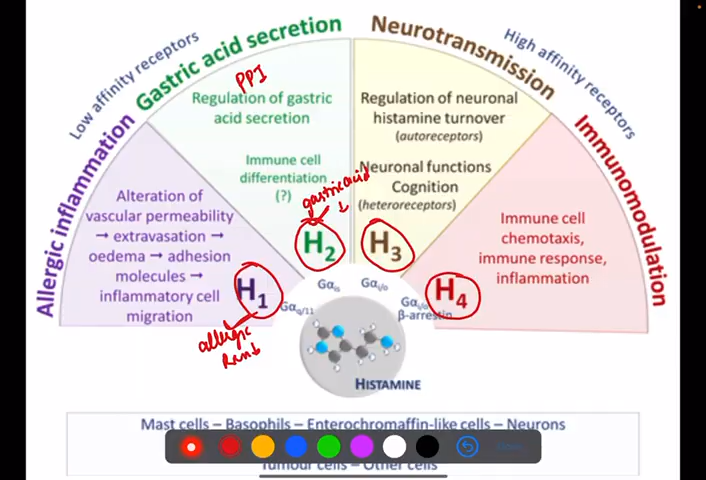 Low affinity receptors
Gastric acid secretion
Neurotransmission
High affinity receptors
Allergic inflammation
Immunomodulation
PPI
Regulation of gastric
acid secretion
Immune cell
differentiation
(?)
gastric acid
↓
H2
Regulation of neuronal
histamine turnover
(autoreceptors)
Neuronal functions
Cognition
(heteroreceptors)
H3
Alteration of
vascular permeability
→ extravasation →
oedema → adhesion
molecules →
inflammatory cell
migration
H1
allergic
Immune cell
chemotaxis,
immune response,
inflammation
H4
Gαq/11
Gαs
Gαi/o
Gαi/o
β-arrestin
HISTAMINE
Mast cells – Basophils – Enterochromaffin-like cells – Neurons
Tumour cells – Other cells